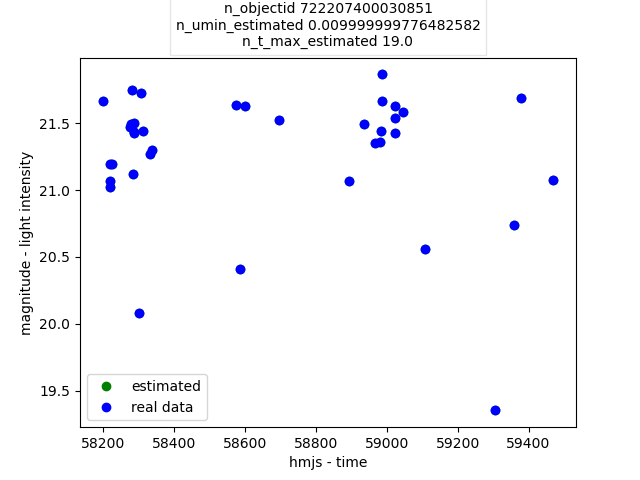 n_objectid 722207400030851
n_umin_estimated 0.009999999776482582
n_t_max_estimated 19.0
magnitude - light intensity
21.5
21.0
20.5
20.0
19.5
estimated
real data
58200 58400 58600 58800 59000 59200 59400
hmjs - time